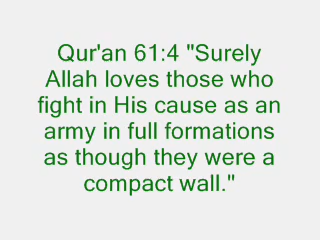 Qur'an 61:4 "Surely
Allah loves those who
fight in His cause as an
army in full formations
as though they were a
compact wall."